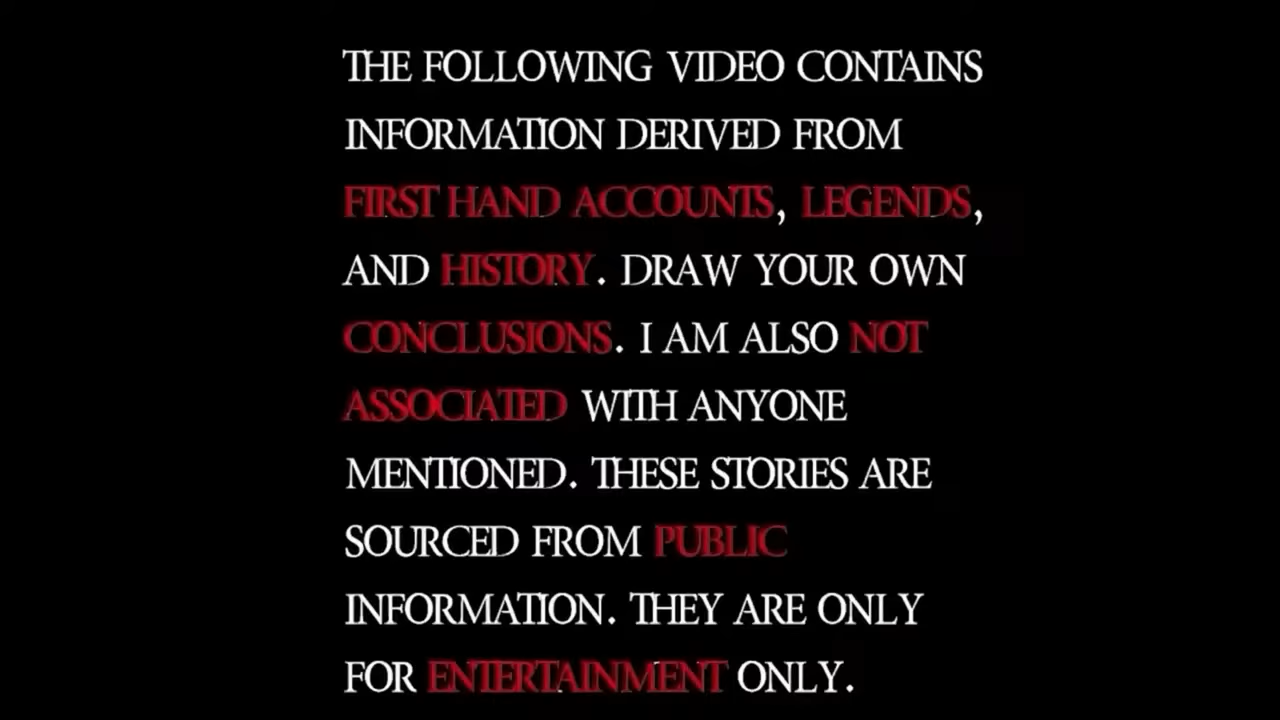 THE FOLLOWING VIDEO CONTAINS
INFORMATION DERIVED FROM
FIRST HAND ACCOUNTS, LEGENDS,
AND HISTORY. DRAW YOUR OWN
CONCLUSIONS. I AM ALSO NOT
ASSOCIATED WITH ANYONE
MENTIONED. THESE STORIES ARE
SOURCED FROM PUBLIC
INFORMATION. THEY ARE ONLY
FOR ENTERTAINMENT ONLY.